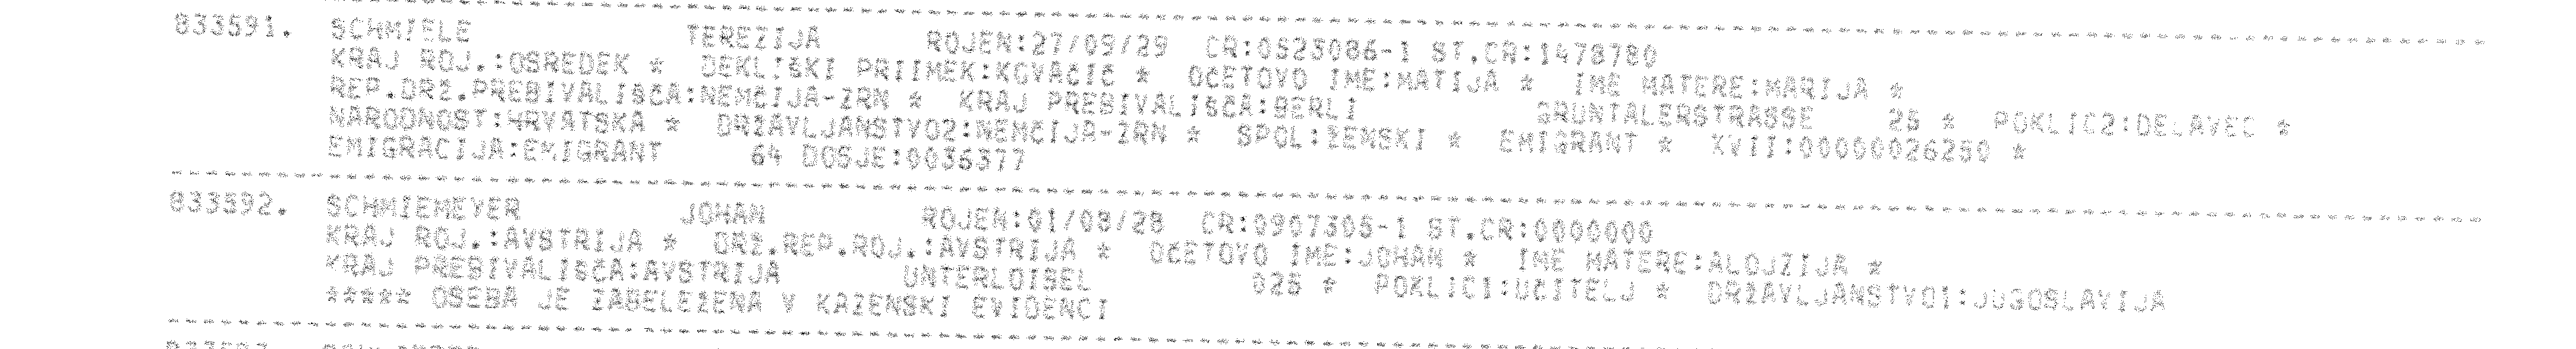 833591. SCHMIELE TEREZIJA ROJEN:27/09/29 CR:0523086-1 ST.CR:1478780
KRAJ ROJ.:OSREDEK * DEKLIŠKI PRIIMEK:KOVAČIČ * OČETOVO IME:MATIJA * IME MATERE:MARIJA *
REP.DRŽ.PREBIVALIŠČA:NEMČIJA-ZRN * KRAJ PREBIVALIŠČA:BERLI GRUNTALERSTRASSE 25 * POKLIC2:DELAVEC *
NARODNOST:HRVATSKA * DRŽAVLJANSTVO2:NEMČIJA-ZRN * SPOL:ŽENSKI * EMIGRANT * XVII:00000026250 *
EMIGRACIJA:EMIGRANT 64 DOSJE:0036377
833592. SCHMIEMEYER JOHAN ROJEN:01/08/28 CR:0907305-1 ST.CR:0000000
KRAJ ROJ.:AVSTRIJA * DRŽ.REP.ROJ.:AVSTRIJA * OČETOVO IME:JOHAN * IME MATERE:ALOJZIJA *
KRAJ PREBIVALIŠČA:AVSTRIJA UNTERLOISEL 025 * POKLIC1:UČITELJ * DRŽAVLJANSTVO1:JUGOSLAVIJA
***** OSEBA JE ZABELEŽENA V KAZENSKI EVIDENCI